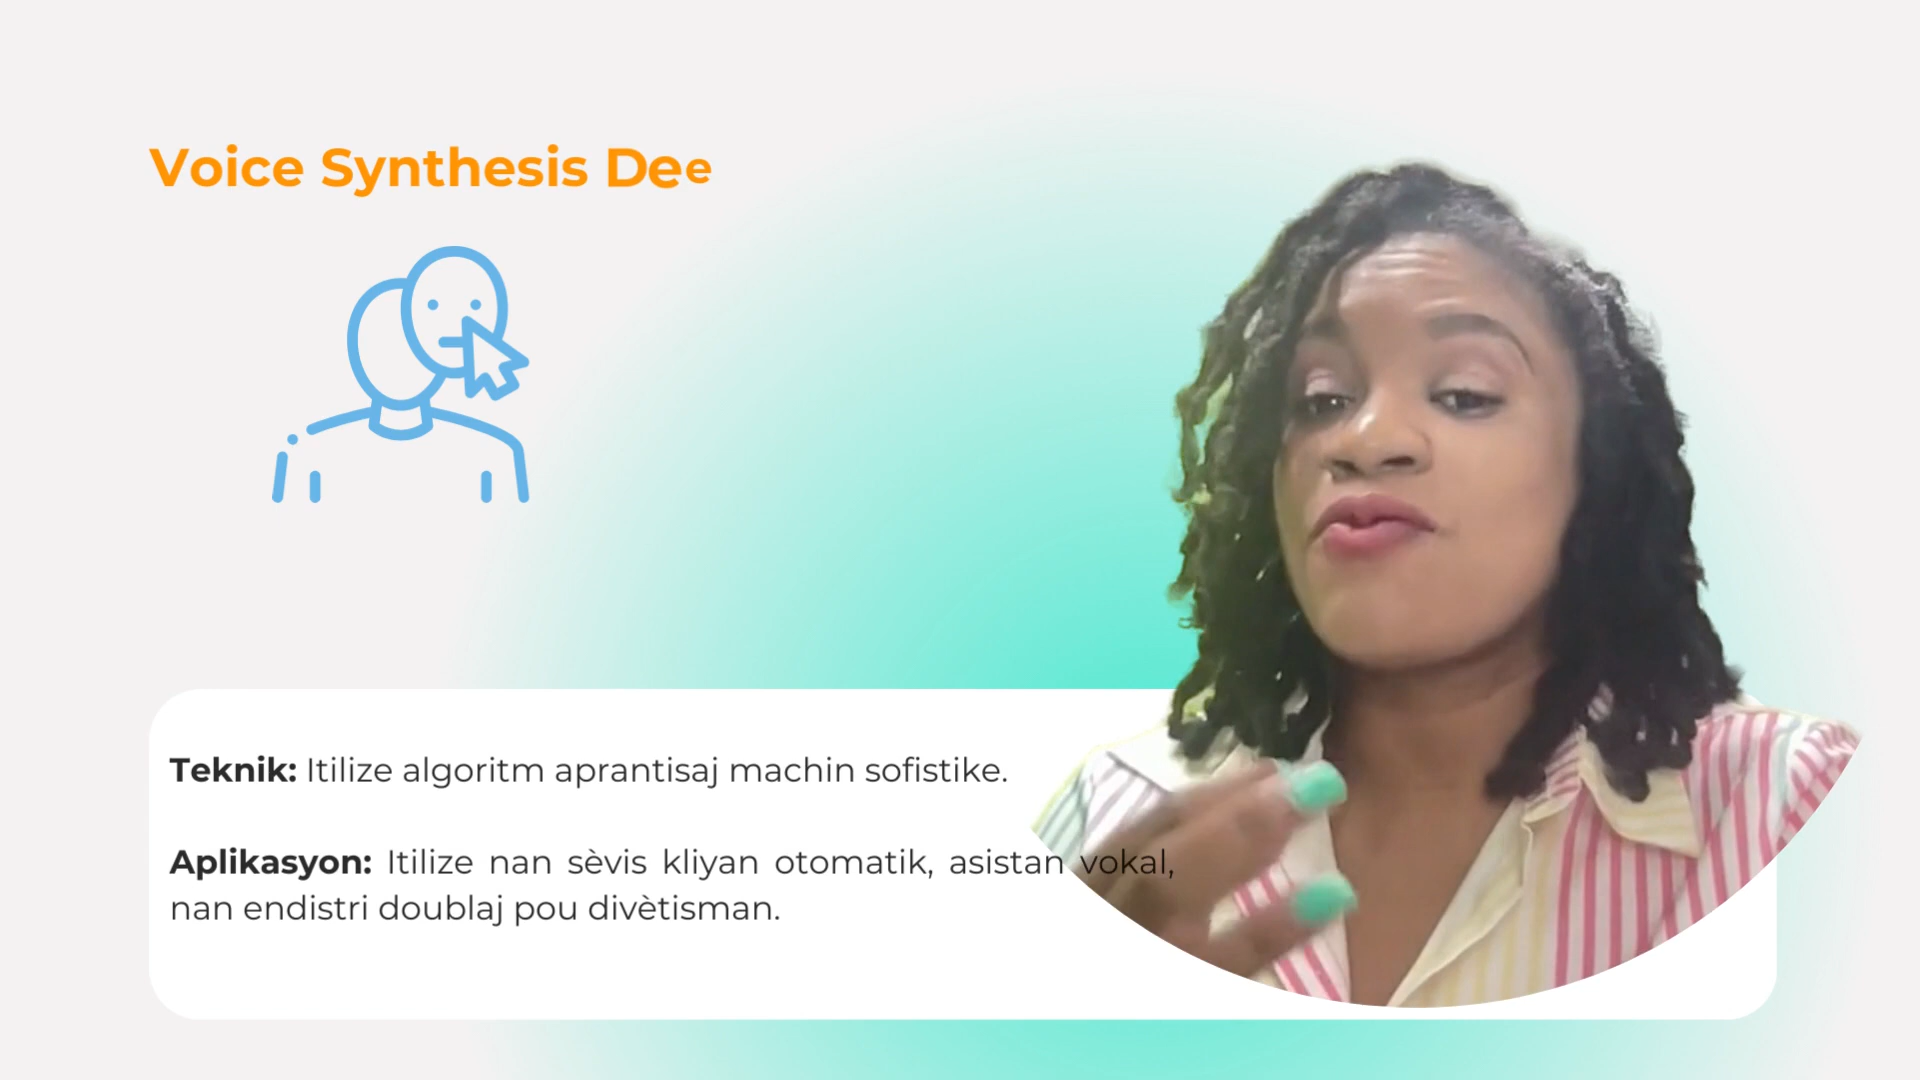 Voice Synthesis Dee
Teknik: Itilize algoritm aprantisaj machin sofistike.
Aplikasyon: Itilize nan sèvis kliyan otomatik, asistan vokal,
nan endistri doublaj pou divètisman.